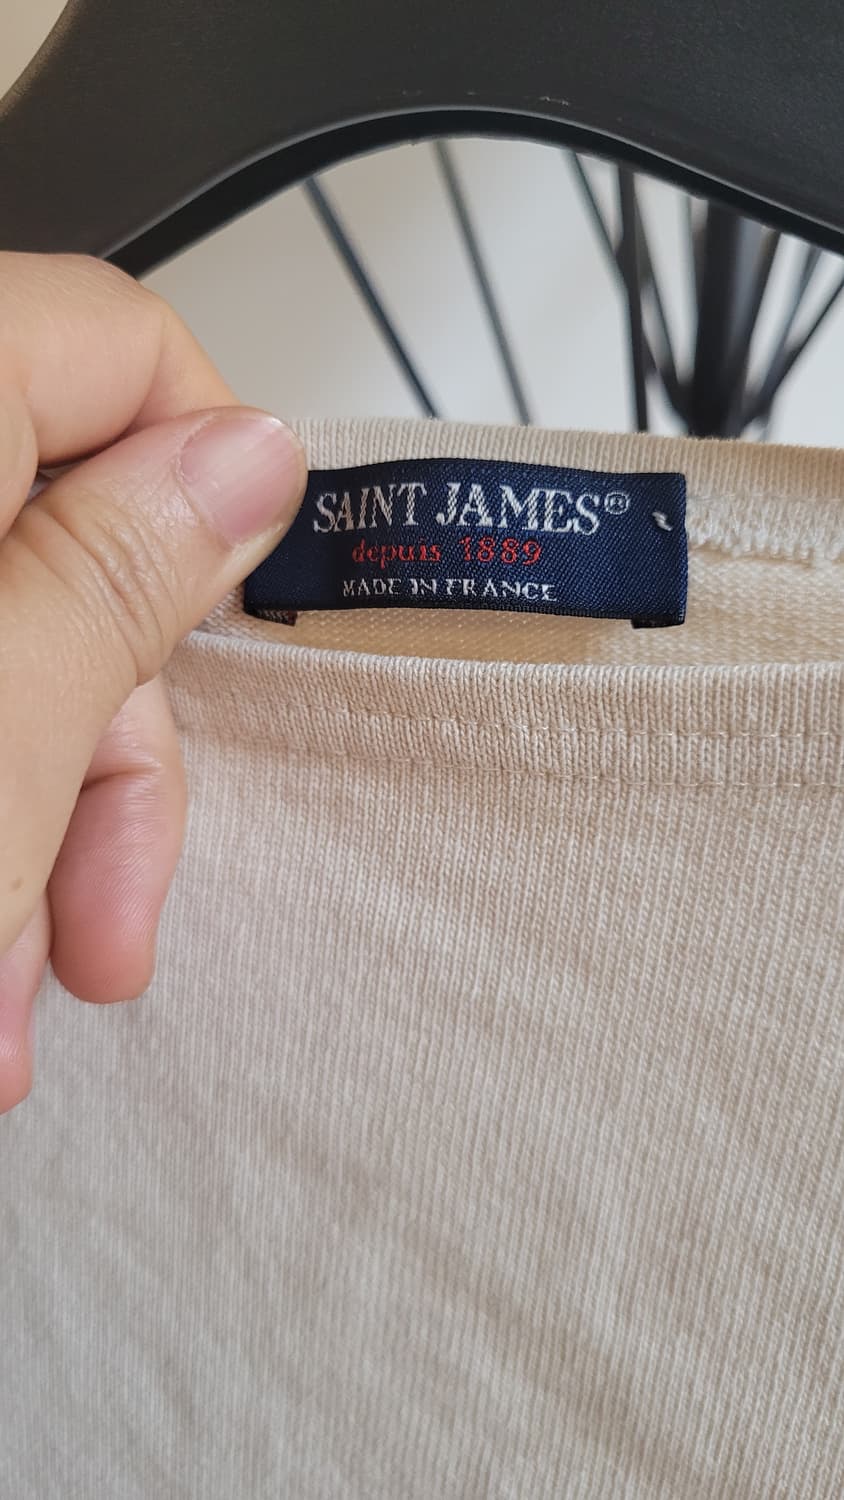 SAINT JAMES®
depuis 1889
MADE IN FRANCE